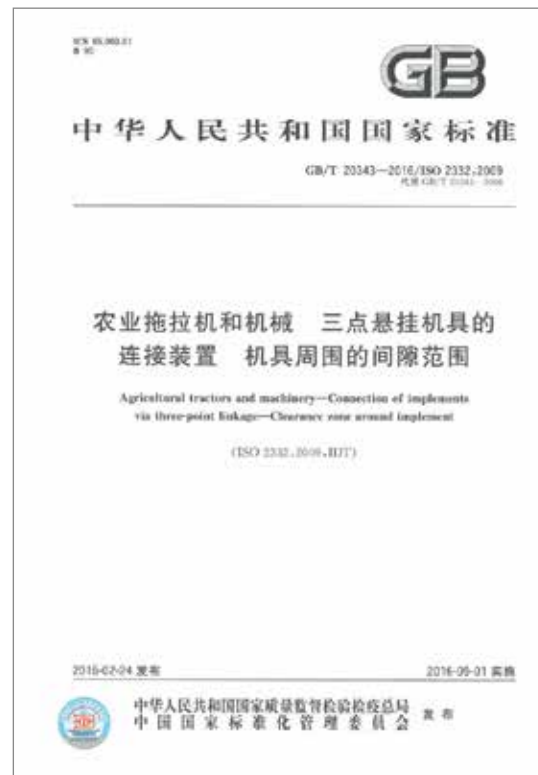 GB
中华人民共和国国家标准
GB/T 20343—2016/ISO 2332:2009
农业拖拉机和机械 三点悬挂机具的
连接装置 机具周围的间隙范围
Agricultural tractors and machinery—Connection of implements
via three-point linkage—Clearance zone around implement
(ISO 2332:2009,IDT)
2016-02-24 发布
2016-09-01 实施
中华人民共和国国家质量监督检验检疫总局
中国国家标准化管理委员会
发布